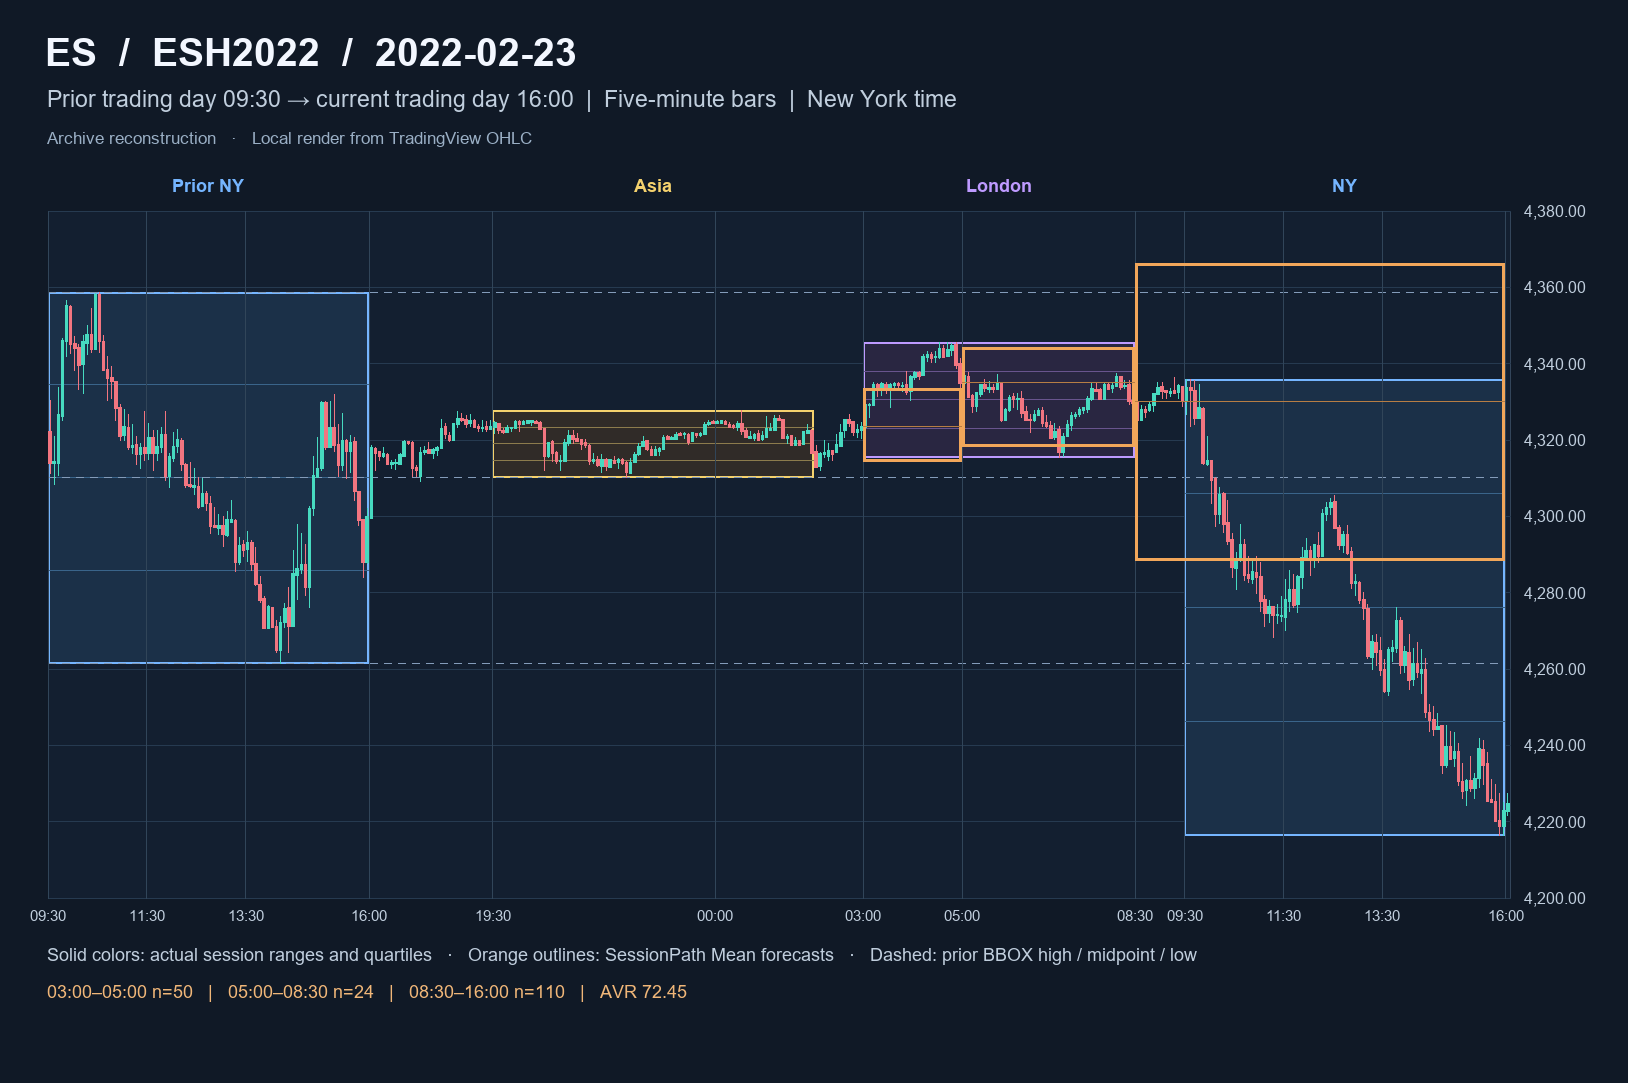 ES / ESH2022 / 2022-02-23
Prior trading day 09:30 → current trading day 16:00 | Five-minute bars | New York time
Archive reconstruction · Local render from TradingView OHLC
Prior NY Asia London NY
4,380.00
4,360.00
4,340.00
4,320.00
4,300.00
4,280.00
4,260.00
4,240.00
4,220.00
4,200.00
09:30 11:30 13:30 16:00 19:30 00:00 03:00 05:00 08:30 09:30 11:30 13:30 16:00
Solid colors: actual session ranges and quartiles · Orange outlines: SessionPath Mean forecasts · Dashed: prior BBOX high / midpoint / low
03:00–05:00 n=50 | 05:00–08:30 n=24 | 08:30–16:00 n=110 | AVR 72.45